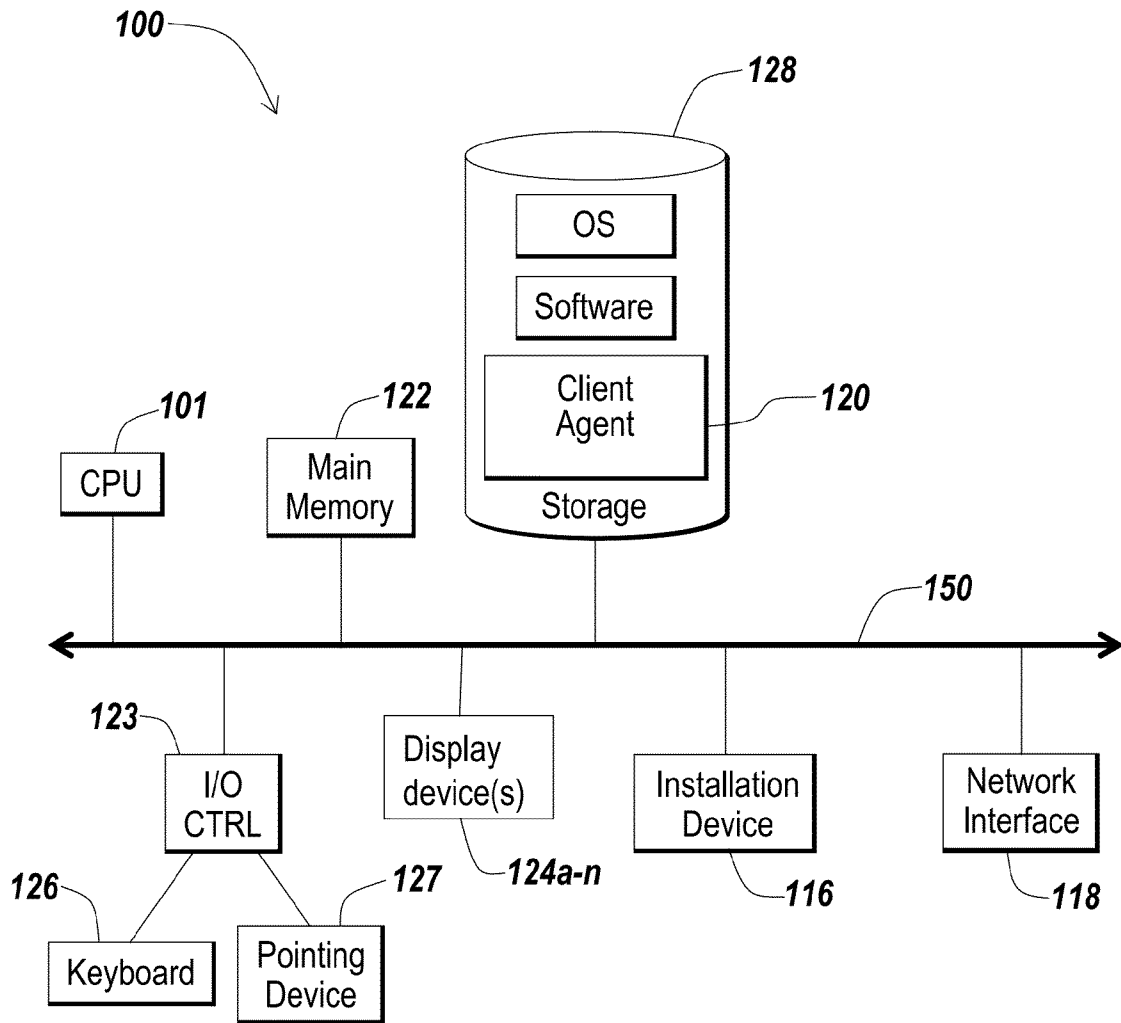 100
128
OS
Software
Client
Agent
120
Storage
101
CPU
122
Main
Memory
150
123
I/O
CTRL
Display
device(s)
124a-n
Installation
Device
116
Network
Interface
118
126
Keyboard
127
Pointing
Device